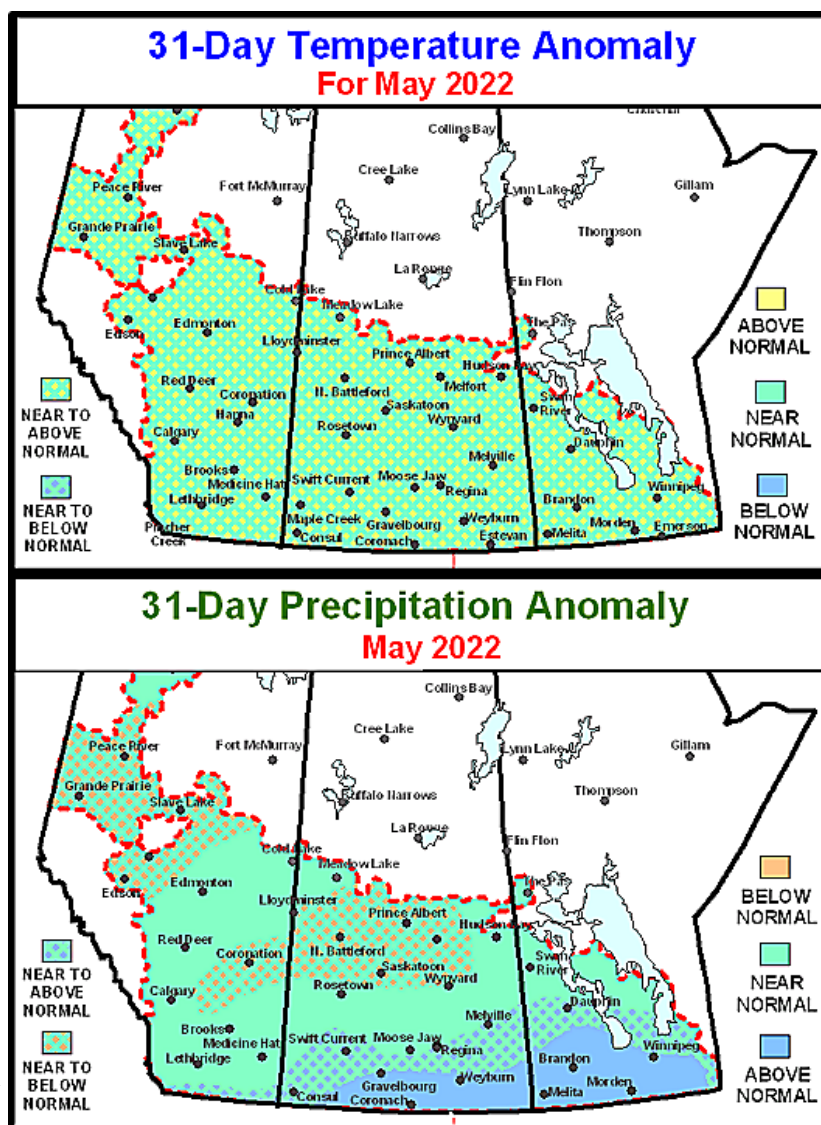 31-Day Temperature Anomaly
For May 2022
Collins Bay
Cree Lake
Peace River
Fort McMurray
Lynn Lake
Gillam
Grande Prairie
Slave Lake
Buffalo Narrows
Thompson
La Ronge
Cold Lake
Flin Flon
Meadow Lake
The Pas
Edson
Edmonton
Lloydminster
ABOVE
NORMAL
Prince Albert
Hudson Bay
Red Deer
Coronation
N. Battleford
Melfort
Swan
River
NEAR
NORMAL
NEAR TO
ABOVE
NORMAL
Hanna
Saskatoon
Rosetown
Wynyard
Calgary
Dauphin
Brooks
Melville
Medicine Hat
Swift Current
Moose Jaw
Regina
Winnipeg
BELOW
NORMAL
NEAR TO
BELOW
NORMAL
Lethbridge
Brandon
Pincher
Creek
Maple Creek
Gravelbourg
Weyburn
Morden
Emerson
Consul
Coronach
Estevan
Melita
31-Day Precipitation Anomaly
May 2022
Collins Bay
Cree Lake
Peace River
Fort McMurray
Lynn Lake
Gillam
Grande Prairie
Slave Lake
Buffalo Narrows
Thompson
La Ronge
Cold Lake
Flin Flon
Meadow Lake
The Pas
Edson
Edmonton
Lloydminster
BELOW
NORMAL
Prince Albert
Hudson Bay
Red Deer
Coronation
N. Battleford
Swan
River
NEAR
NORMAL
NEAR TO
ABOVE
NORMAL
Saskatoon
Rosetown
Wynyard
Calgary
Dauphin
Brooks
Melville
Medicine Hat
Swift Current
Moose Jaw
Regina
Winnipeg
ABOVE
NORMAL
NEAR TO
BELOW
NORMAL
Lethbridge
Brandon
Gravelbourg
Weyburn
Morden
Consul
Coronach
Melita